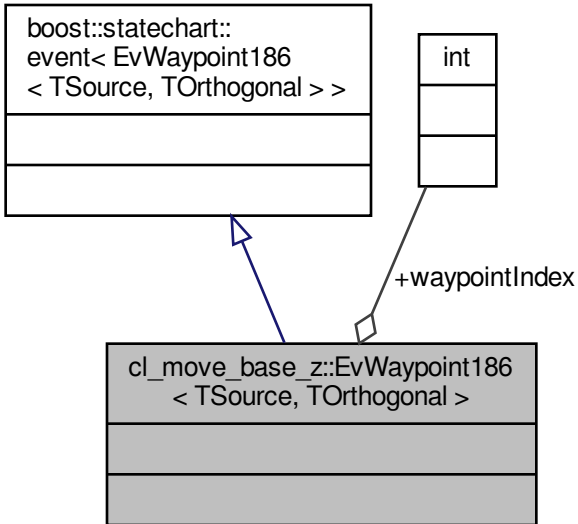 boost::statechart::
event< EvWaypoint186
< TSource, TOrthogonal > >
int
+waypointIndex
cl_move_base_z::EvWaypoint186
< TSource, TOrthogonal >